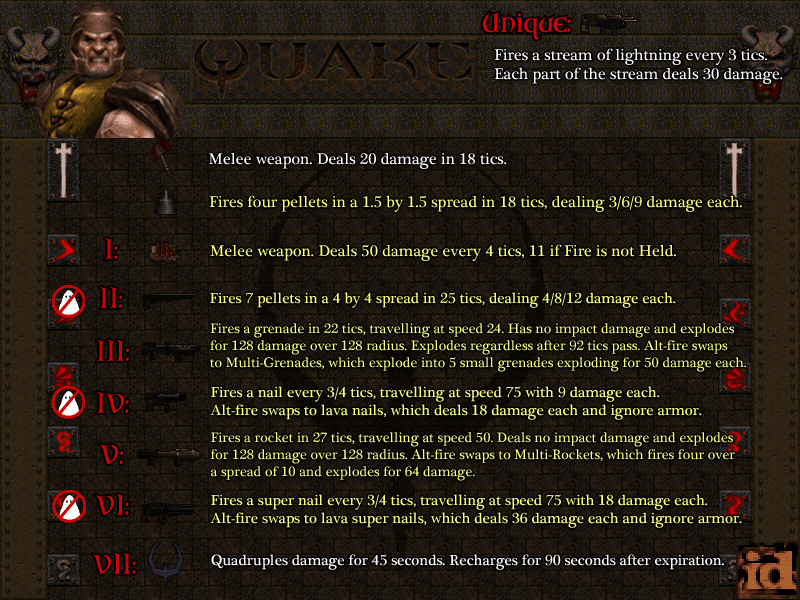 Unique:
QUAKE
Fires a stream of lightning every 3 tics.
Each part of the stream deals 30 damage.
Melee weapon. Deals 20 damage in 18 tics.
Fires four pellets in a 1.5 by 1.5 spread in 18 tics, dealing 3/6/9 damage each.
I:
Melee weapon. Deals 50 damage every 4 tics, 11 if Fire is not Held.
II:
Fires 7 pellets in a 4 by 4 spread in 25 tics, dealing 4/8/12 damage each.
III:
Fires a grenade in 22 tics, travelling at speed 24. Has no impact damage and explodes
for 128 damage over 128 radius. Explodes regardless after 92 tics pass. Alt-fire swaps
to Multi-Grenades, which explode into 5 small grenades exploding for 50 damage each.
IV:
Fires a nail every 3/4 tics, travelling at speed 75 with 9 damage each.
Alt-fire swaps to lava nails, which deals 18 damage each and ignore armor.
V:
Fires a rocket in 27 tics, travelling at speed 50. Deals no impact damage and explodes
for 128 damage over 128 radius. Alt-fire swaps to Multi-Rockets, which fires four over
a spread of 10 and explodes for 64 damage.
VI:
Fires a super nail every 3/4 tics, travelling at speed 75 with 18 damage each.
Alt-fire swaps to lava super nails, which deals 36 damage each and ignore armor.
VII:
Quadruples damage for 45 seconds. Recharges for 90 seconds after expiration.
id